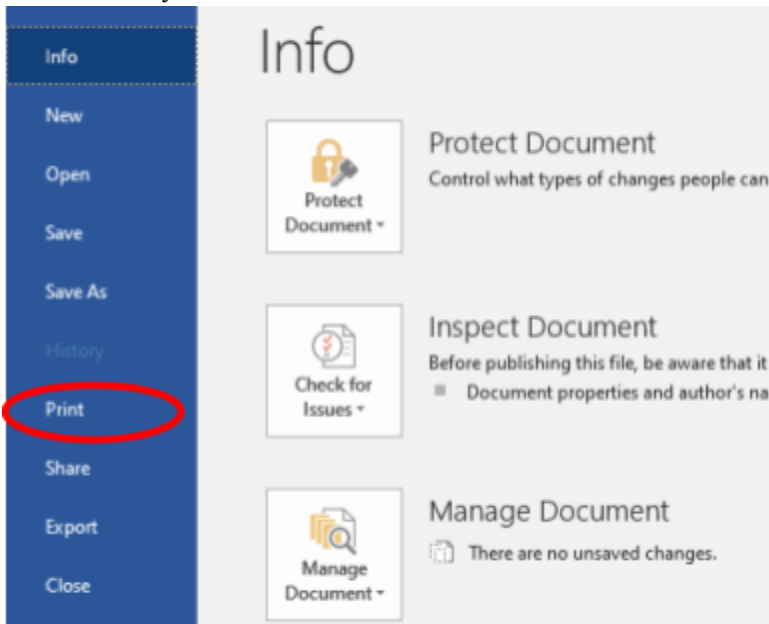 Info
New
Open
Save
Save As
History
Print
Share
Export
Close
Info
Protect
Document
Protect Document
Control what types of changes people can
Check for
Issues
Inspect Document
Before publishing this file, be aware that it
Document properties and author's na
Manage
Document
Manage Document
There are no unsaved changes.